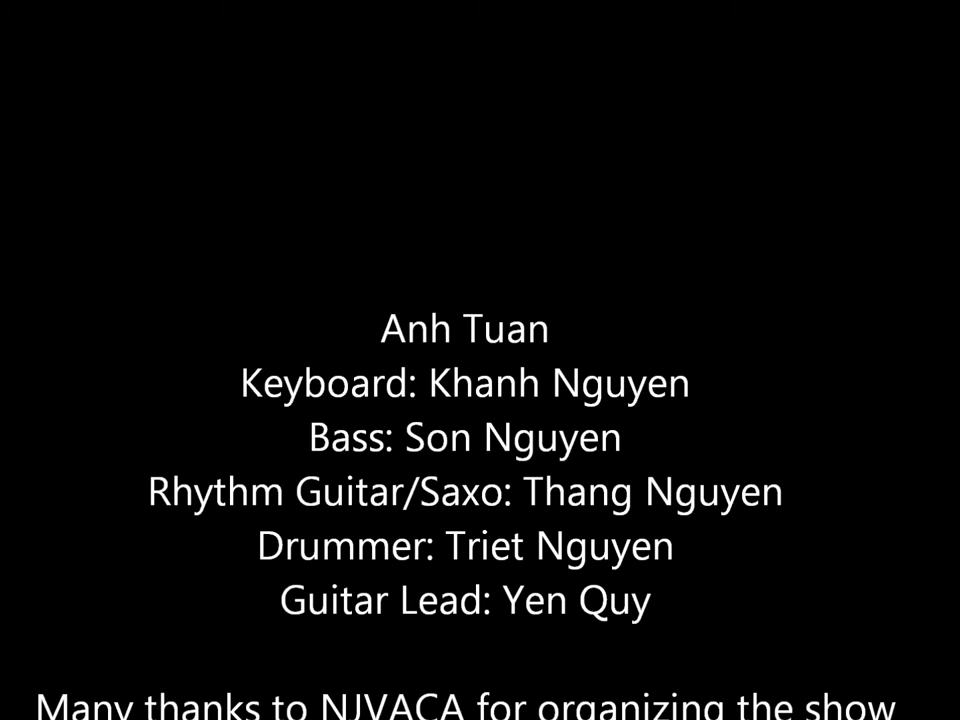 Anh Tuan
Keyboard: Khanh Nguyen
Bass: Son Nguyen
Rhythm Guitar/Saxo: Thang Nguyen
Drummer: Triet Nguyen
Guitar Lead: Yen Quy
Many thanks to NJVACA for organizing the show